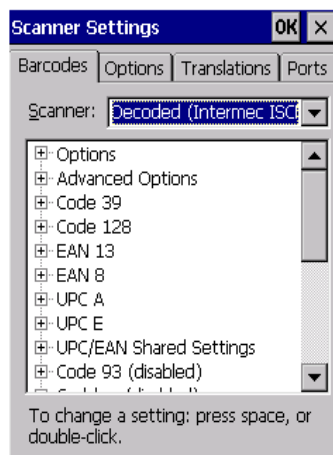 Scanner Settings OK ×
Barcodes Options Translations Ports
Scanner: Decoded (Intermec ISC
Options
Advanced Options
Code 39
Code 128
EAN 13
EAN 8
UPC A
UPC E
UPC/EAN Shared Settings
Code 93 (disabled)
To change a setting: press space, or
double-click.